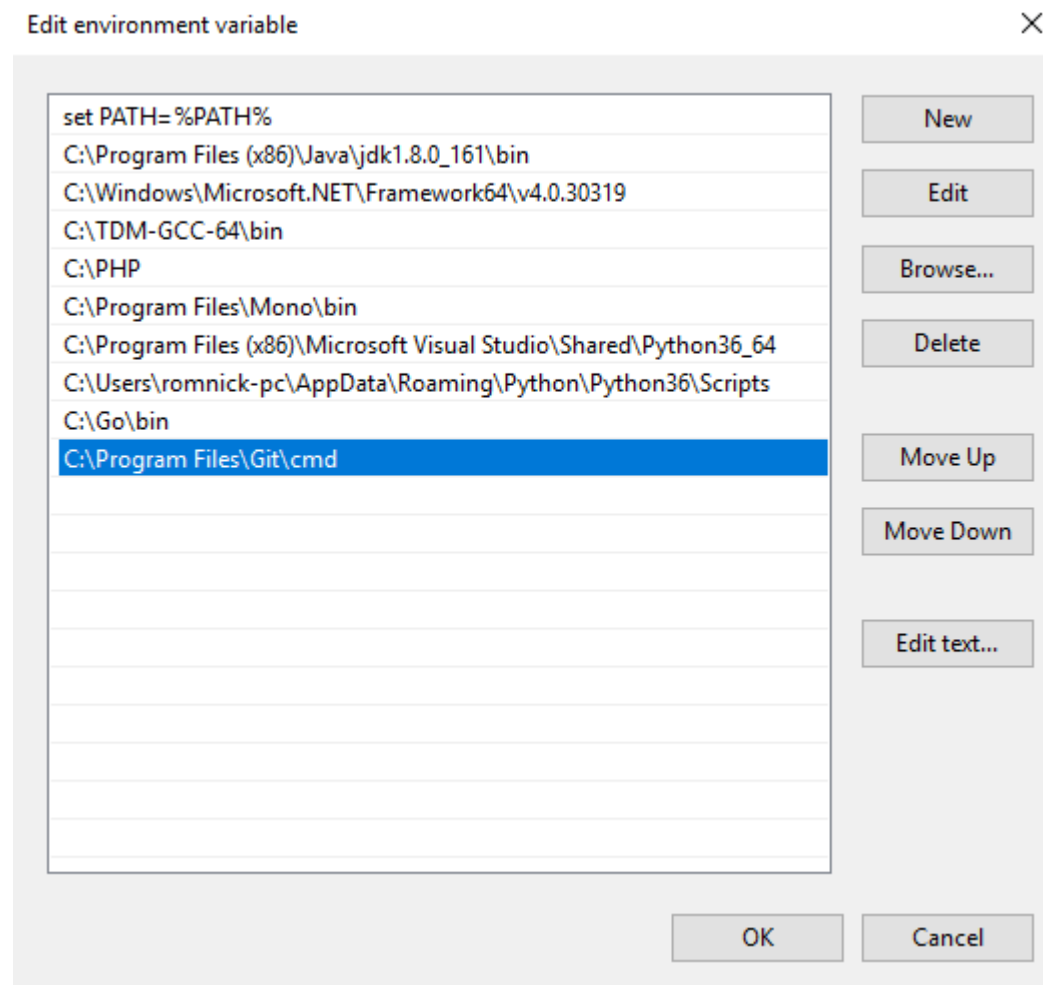 Edit environment variable
set PATH=%PATH%
New
C:\Program Files (x86)\Java\jdk1.8.0_161\bin
C:\Windows\Microsoft.NET\Framework64\v4.0.30319
Edit
C:\TDM-GCC-64\bin
C:\PHP
Browse...
C:\Program Files\Mono\bin
C:\Program Files (x86)\Microsoft Visual Studio\Shared\Python36_64
Delete
C:\Users\romnick-pc\AppData\Roaming\Python\Python36\Scripts
C:\Go\bin
C:\Program Files\Git\cmd
Move Up
Move Down
Edit text...
OK
Cancel